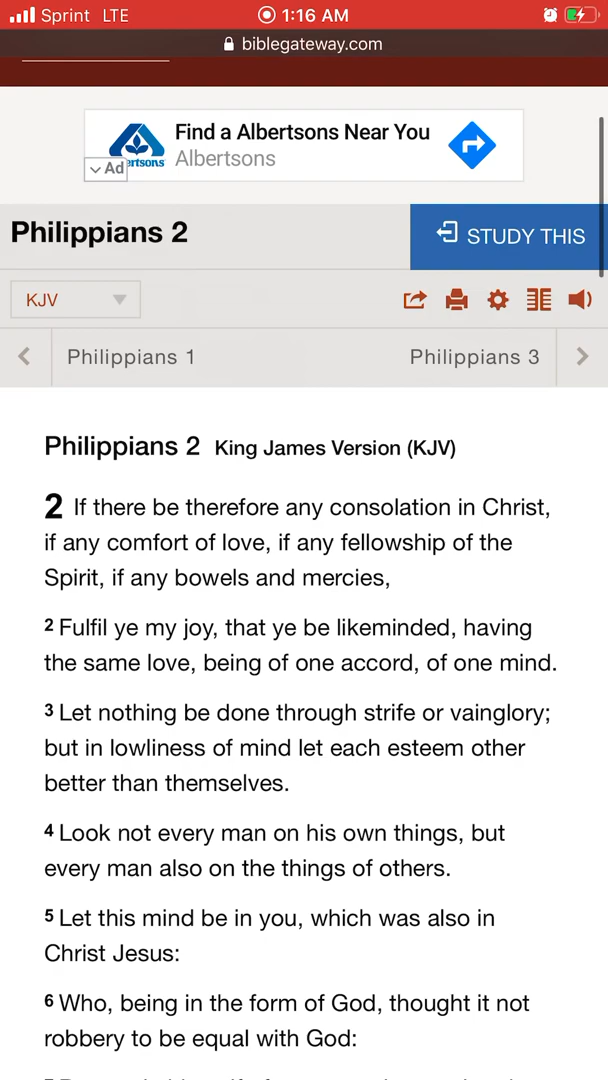 Sprint LTE 1:16 AM
biblegateway.com
Find a Albertsons Near You
Albertsons
Ad
Philippians 2
STUDY THIS
KJV
Philippians 1 Philippians 3
Philippians 2 King James Version (KJV)
2 If there be therefore any consolation in Christ,
if any comfort of love, if any fellowship of the
Spirit, if any bowels and mercies,
2 Fulfil ye my joy, that ye be likeminded, having
the same love, being of one accord, of one mind.
3 Let nothing be done through strife or vainglory;
but in lowliness of mind let each esteem other
better than themselves.
4 Look not every man on his own things, but
every man also on the things of others.
5 Let this mind be in you, which was also in
Christ Jesus:
6 Who, being in the form of God, thought it not
robbery to be equal with God: